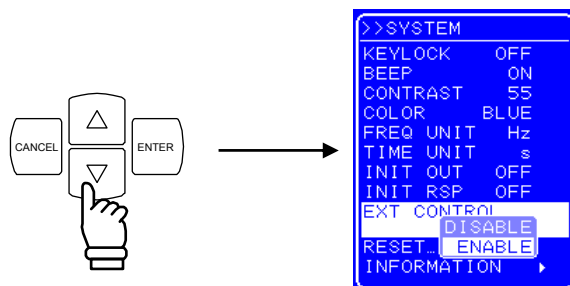 CANCEL
ENTER
>>SYSTEM
KEYLOCK OFF
BEEP ON
CONTRAST 55
COLOR BLUE
FREQ UNIT Hz
TIME UNIT s
INIT OUT OFF
INIT RSP OFF
EXT CONTROL
DISABLE
RESET… ENABLE
INFORMATION